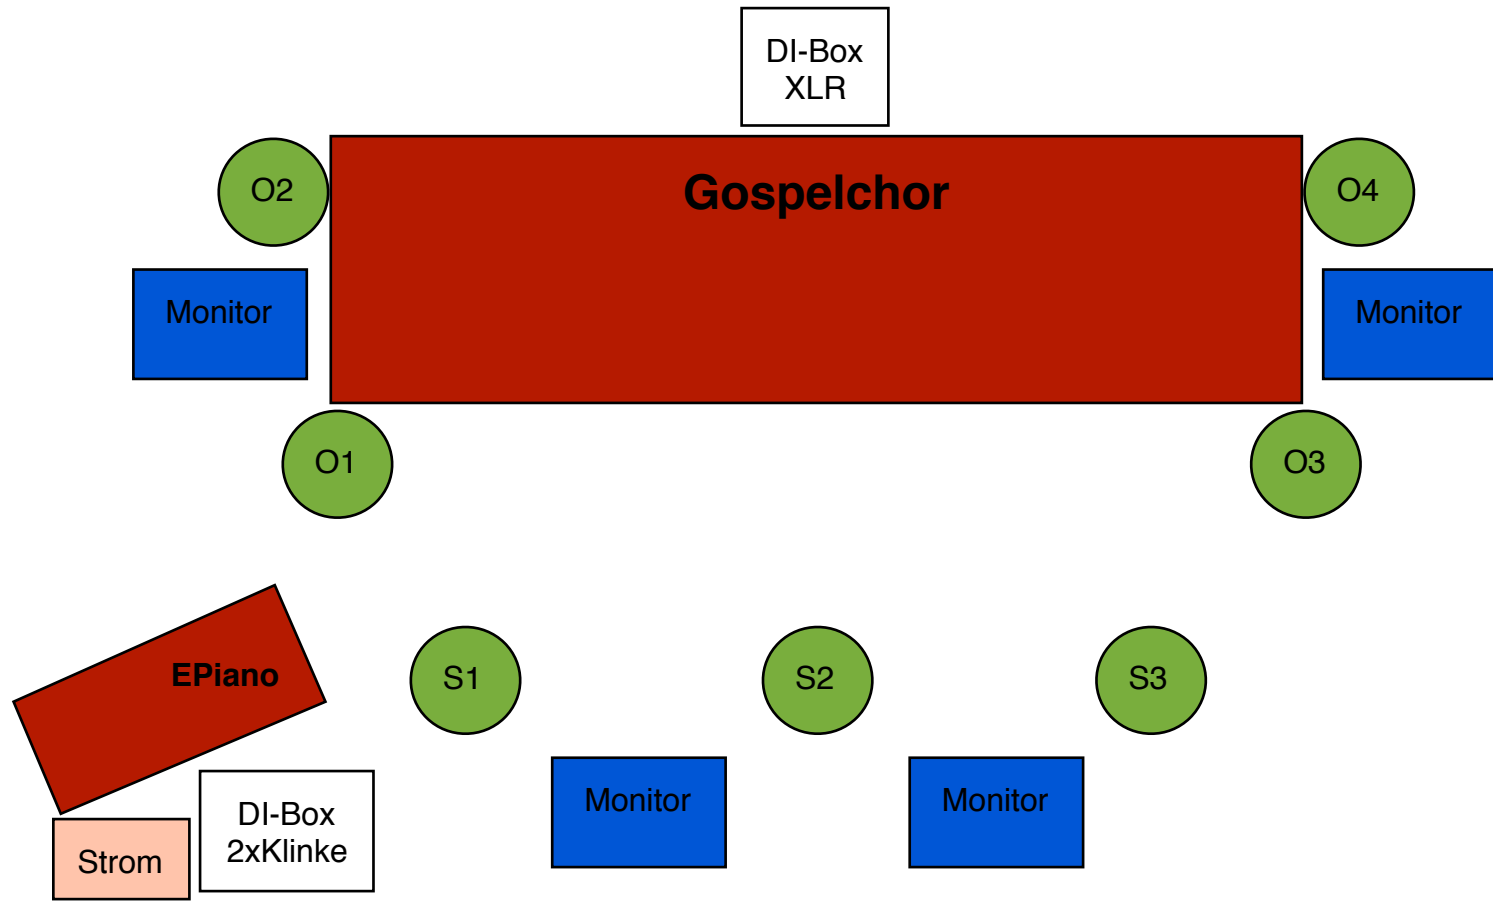 DI-Box
XLR
Gospelchor
O2
O4
Monitor
Monitor
O1
O3
EPiano
S1
S2
S3
Monitor
Monitor
DI-Box
2xKlinke
Strom